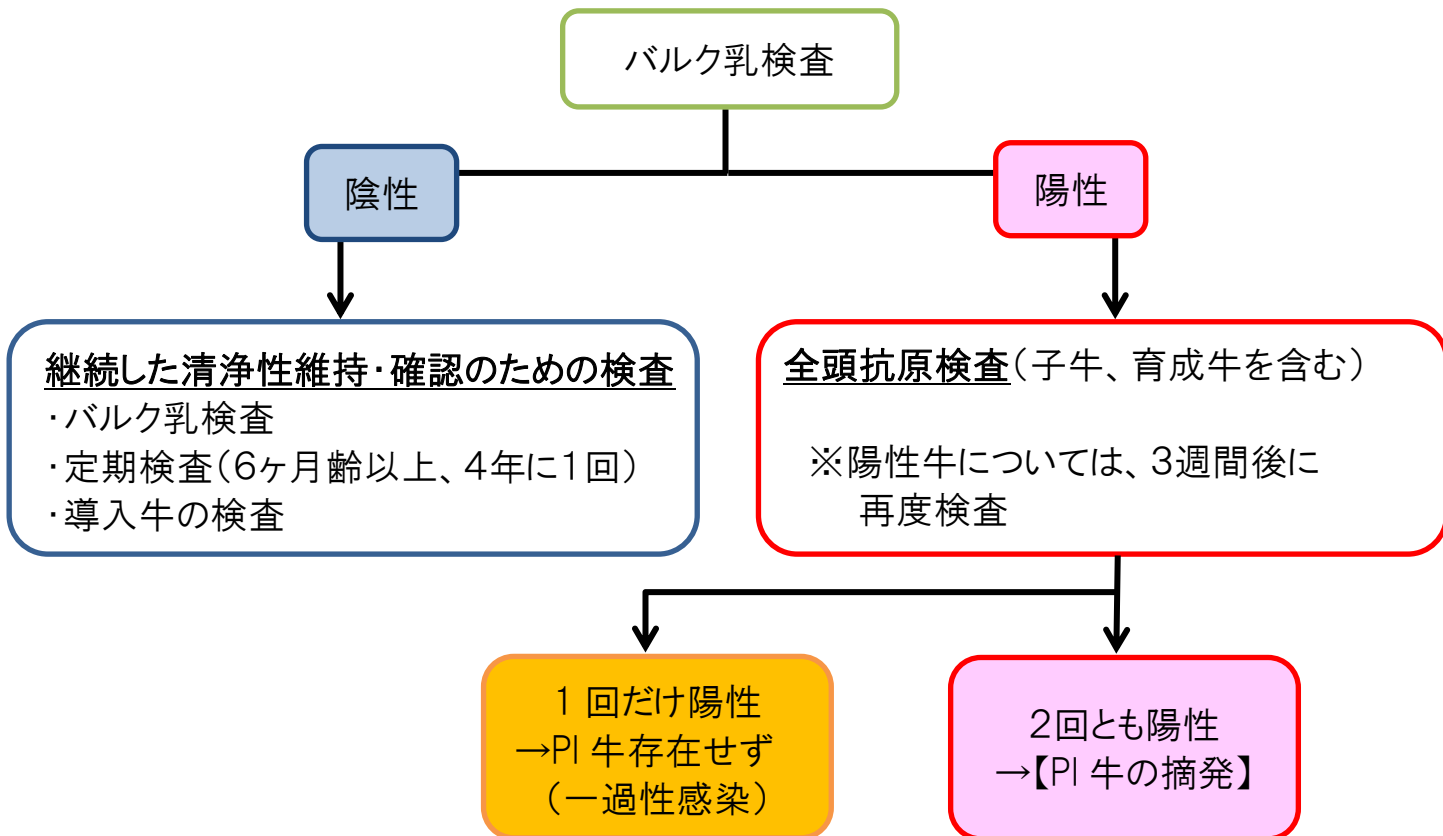 バルク乳検査
陰性
陽性
継続した清浄性維持・確認のための検査
・バルク乳検査
・定期検査(6ヶ月齢以上、4年に1回)
・導入牛の検査
全頭抗原検査(子牛、育成牛を含む)
※陽性牛については、3週間後に
再度検査
1回だけ陽性
→PI牛存在せず
(一過性感染)
2回とも陽性
→【PI牛の摘発】